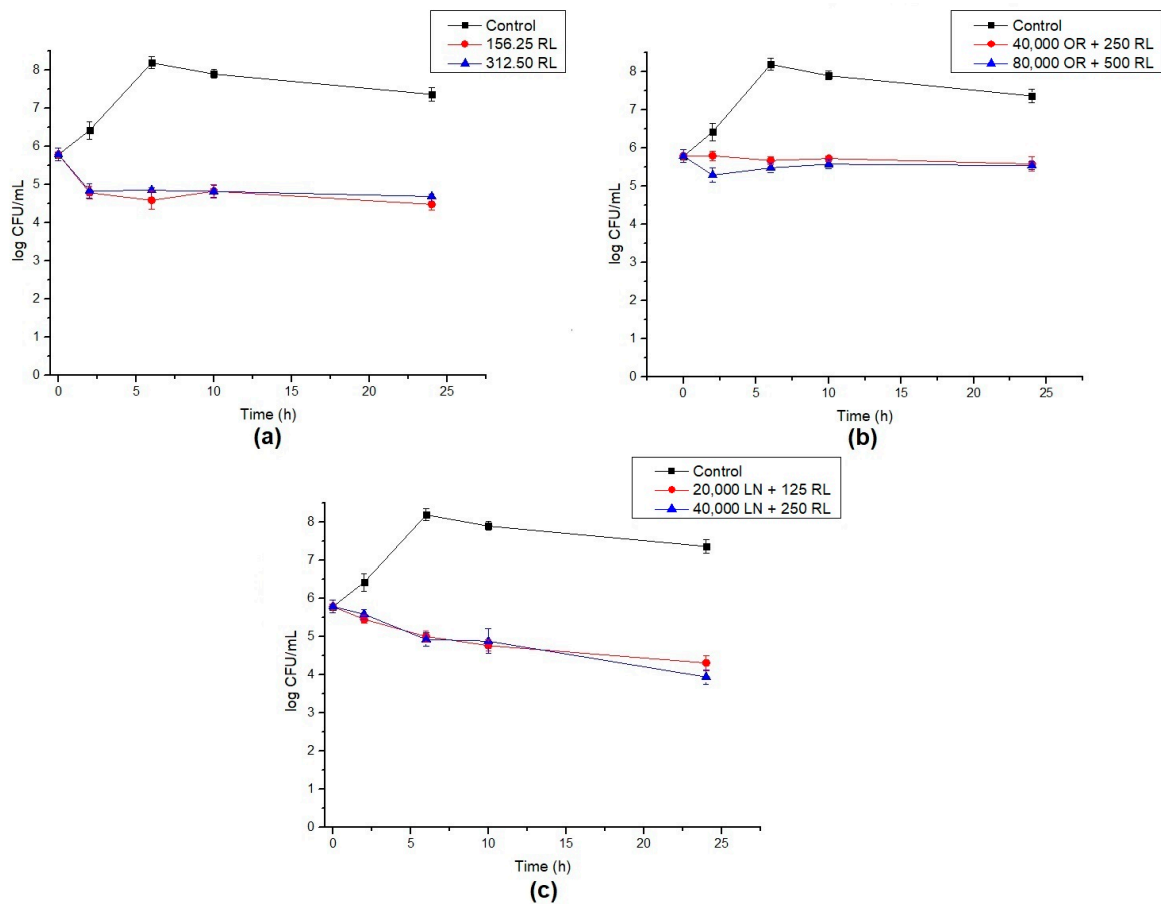 Control
156.25 RL
312.50 RL
8
7
6
5
4
3
2
1
0
log CFU/mL
0 5 10 15 20 25
Time (h)
(a)
Control
40,000 OR + 250 RL
80,000 OR + 500 RL
8
7
6
5
4
3
2
1
0
log CFU/mL
0 5 10 15 20 25
Time (h)
(b)
Control
20,000 LN + 125 RL
40,000 LN + 250 RL
8
7
6
5
4
3
2
1
0
log CFU/mL
0 5 10 15 20 25
Time (h)
(c)